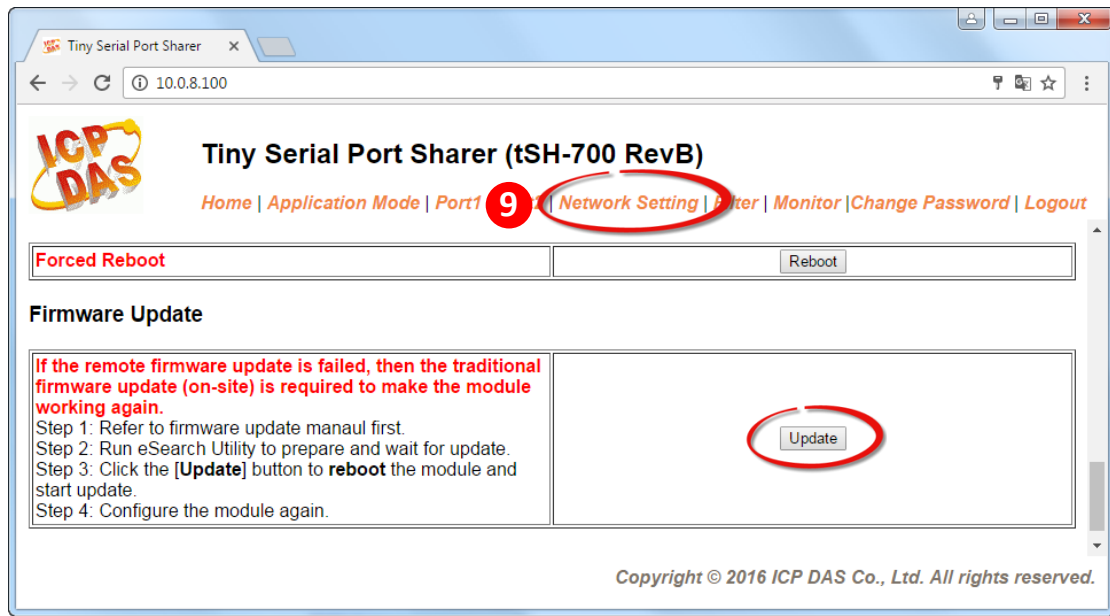 Tiny Serial Port Sharer
10.0.8.100
ICP
DAS
Tiny Serial Port Sharer (tSH-700 RevB)
Home | Application Mode | Port1 9 | Network Setting | Filter | Monitor |Change Password | Logout
Forced Reboot Reboot
Firmware Update
If the remote firmware update is failed, then the traditional
firmware update (on-site) is required to make the module
working again.
Step 1: Refer to firmware update manaul first.
Step 2: Run eSearch Utility to prepare and wait for update.
Step 3: Click the [Update] button to reboot the module and
start update.
Step 4: Configure the module again.
Update
Copyright © 2016 ICP DAS Co., Ltd. All rights reserved.